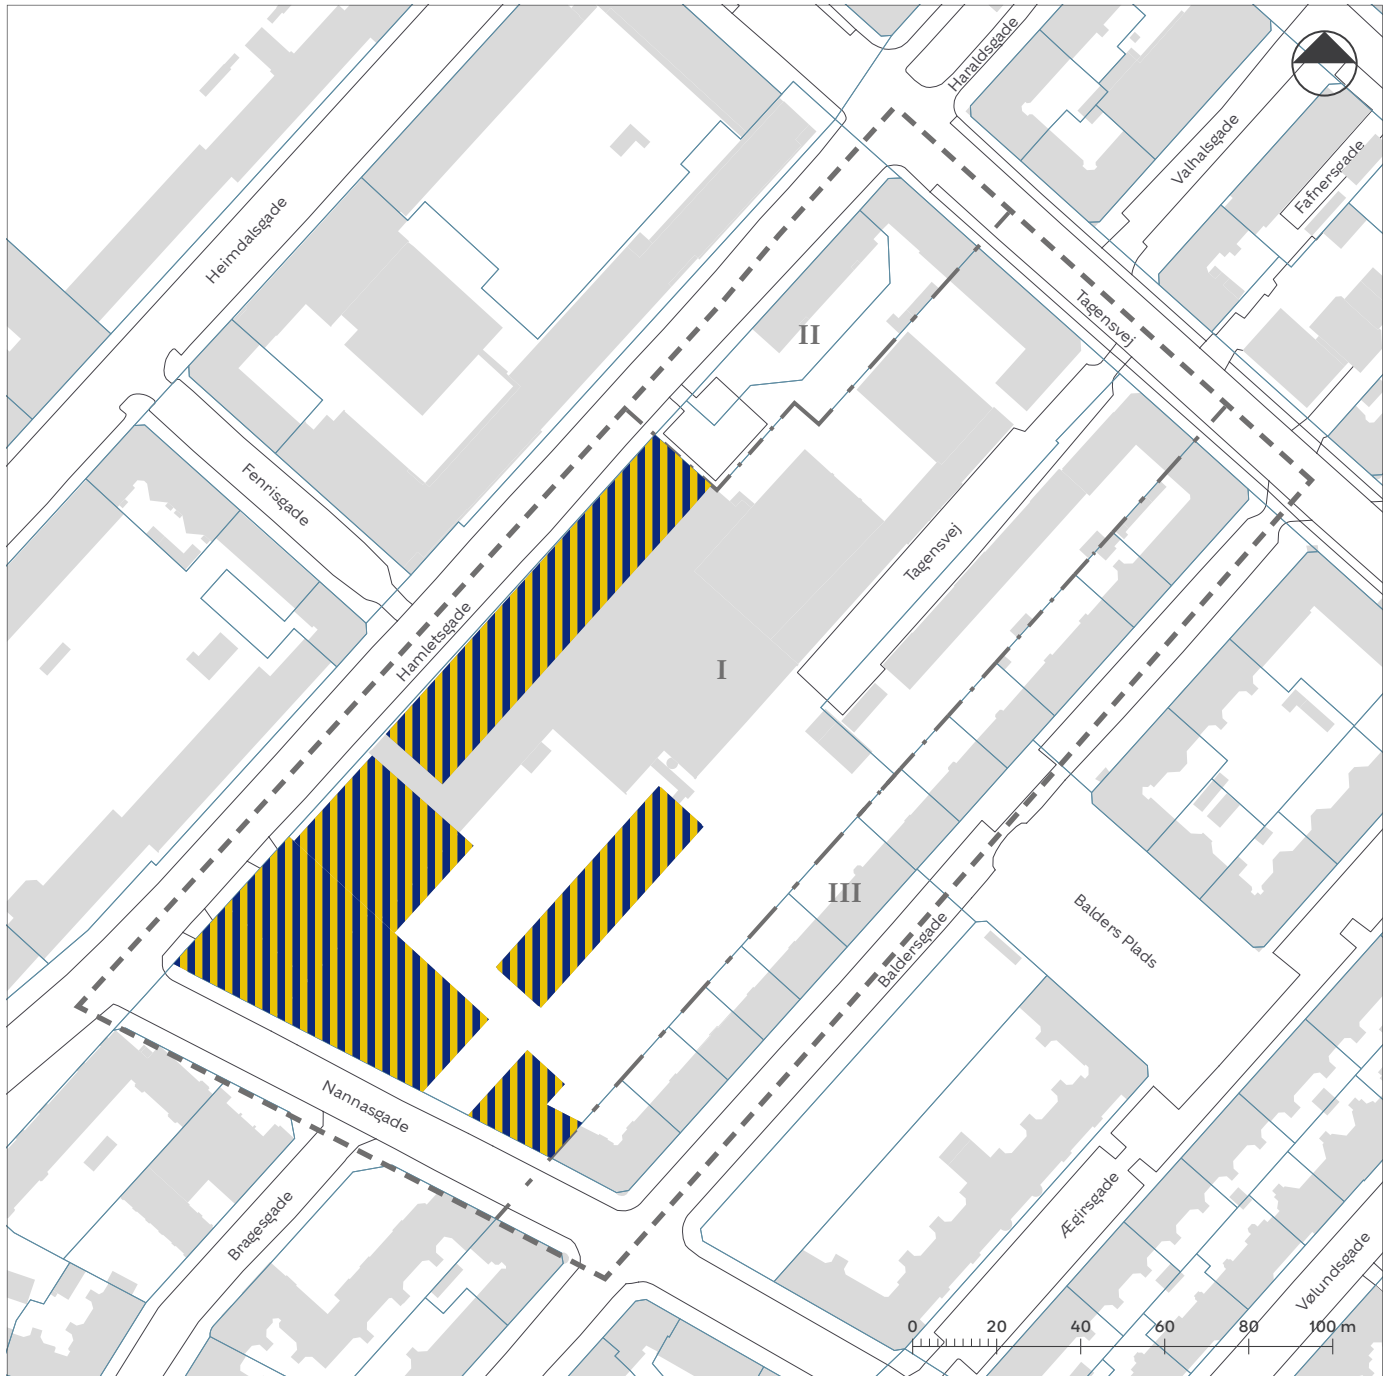 Haraldsgade
Valhalsgade
Fafnersgade
Heimdalsgade
Tagensvej
II
Fenrisgade
Tagensvej
Hamletsgade
I
III
Baldersgade
Balders Plads
Nannasgade
Bragesgade
Ægirsgade
Vølundsgade
0 20 40 60 80 100 m